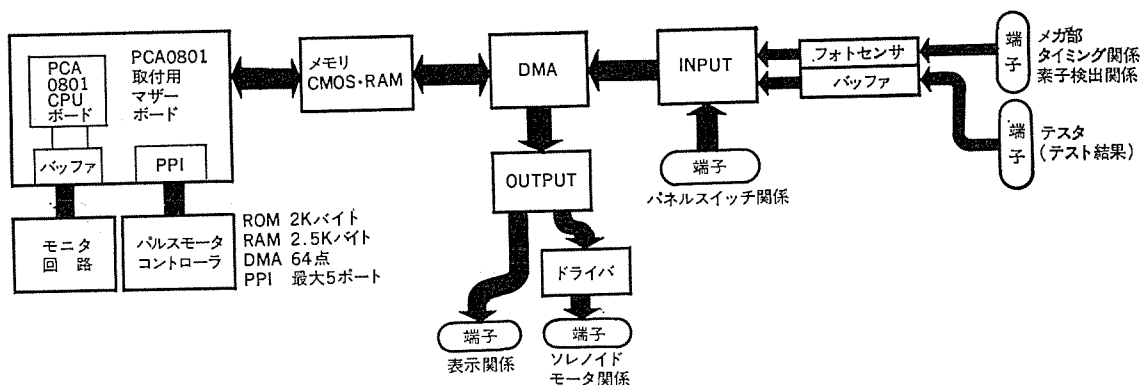 PCA
0801
CPU
ボード
PCA0801
取付用
マザー
ボード
バッファ
PPI
モニタ
回路
パルスモータ
コントローラ
ROM 2Kバイト
RAM 2.5Kバイト
DMA 64点
PPI 最大5ポート
メモリ
CMOS・RAM
DMA
OUTPUT
ドライバ
端子
表示関係
端子
ソレノイド
モータ関係
INPUT
端子
パネルスイッチ関係
フォトセンサ
バッファ
端子
メカ部
タイミング関係
素子検出関係
端子
テスタ
(テスト結果)